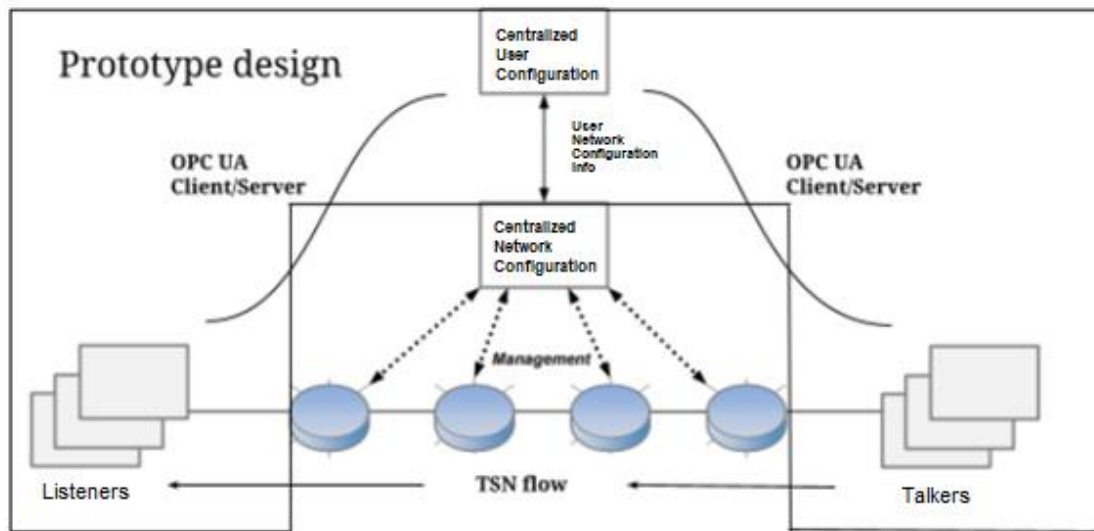 Prototype design
Centralized
User
Configuration
User
Network
Configuration
Info
OPC UA
Client/Server
OPC UA
Client/Server
Centralized
Network
Configuration
Management
Listeners
TSN flow
Talkers